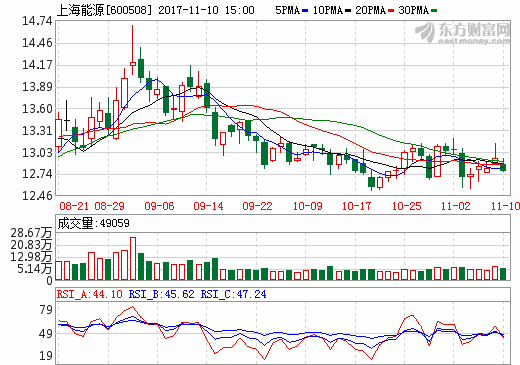 上海能源[600508] 2017-11-10 15:00 5PMA 10PMA 20PMA 30PMA
东方财富网
eastmoney.com
14.74
14.46
14.17
13.89
13.60
13.31
13.03
12.74
12.46
08-21 08-29 09-06 09-14 09-22 10-09 10-17 10-25 11-02 11-10
成交量:49059
28.67万
20.83万
12.98万
5.14万
0
RSI_A:44.10 RSI_B:45.62 RSI_C:47.24
79
49
19